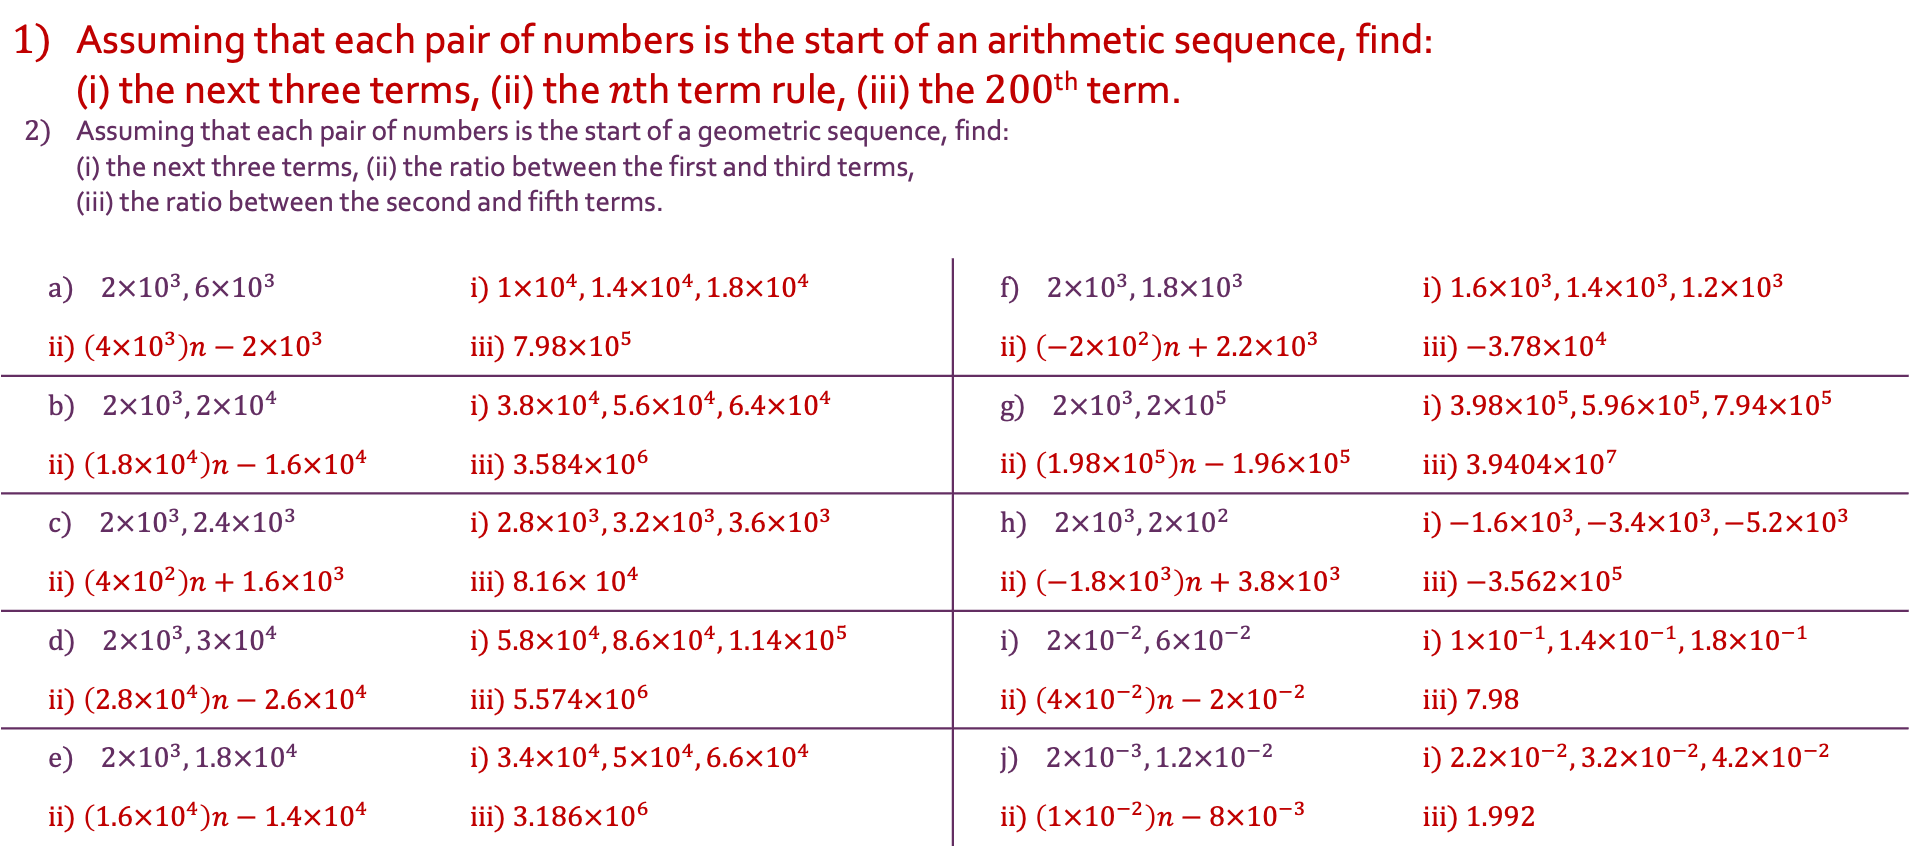 1) Assuming that each pair of numbers is the start of an arithmetic sequence, find:
(i) the next three terms, (ii) the nth term rule, (iii) the 200ᵗʰ term.
2) Assuming that each pair of numbers is the start of a geometric sequence, find:
(i) the next three terms, (ii) the ratio between the first and third terms,
(iii) the ratio between the second and fifth terms.
a) 2×10³, 6×10³ i) 1×10⁴, 1.4×10⁴, 1.8×10⁴
ii) (4×10³)n − 2×10³ iii) 7.98×10⁵
b) 2×10³, 2×10⁴ i) 3.8×10⁴, 5.6×10⁴, 6.4×10⁴
ii) (1.8×10⁴)n − 1.6×10⁴ iii) 3.584×10⁶
c) 2×10³, 2.4×10³ i) 2.8×10³, 3.2×10³, 3.6×10³
ii) (4×10²)n + 1.6×10³ iii) 8.16× 10⁴
d) 2×10³, 3×10⁴ i) 5.8×10⁴, 8.6×10⁴, 1.14×10⁵
ii) (2.8×10⁴)n − 2.6×10⁴ iii) 5.574×10⁶
e) 2×10³, 1.8×10⁴ i) 3.4×10⁴, 5×10⁴, 6.6×10⁴
ii) (1.6×10⁴)n − 1.4×10⁴ iii) 3.186×10⁶
f) 2×10³, 1.8×10³ i) 1.6×10³, 1.4×10³, 1.2×10³
ii) (−2×10²)n + 2.2×10³ iii) −3.78×10⁴
g) 2×10³, 2×10⁵ i) 3.98×10⁵, 5.96×10⁵, 7.94×10⁵
ii) (1.98×10⁵)n − 1.96×10⁵ iii) 3.9404×10⁷
h) 2×10³, 2×10² i) −1.6×10³, −3.4×10³, −5.2×10³
ii) (−1.8×10³)n + 3.8×10³ iii) −3.562×10⁵
i) 2×10⁻², 6×10⁻² i) 1×10⁻¹, 1.4×10⁻¹, 1.8×10⁻¹
ii) (4×10⁻²)n − 2×10⁻² iii) 7.98
j) 2×10⁻³, 1.2×10⁻² i) 2.2×10⁻², 3.2×10⁻², 4.2×10⁻²
ii) (1×10⁻²)n − 8×10⁻³ iii) 1.992